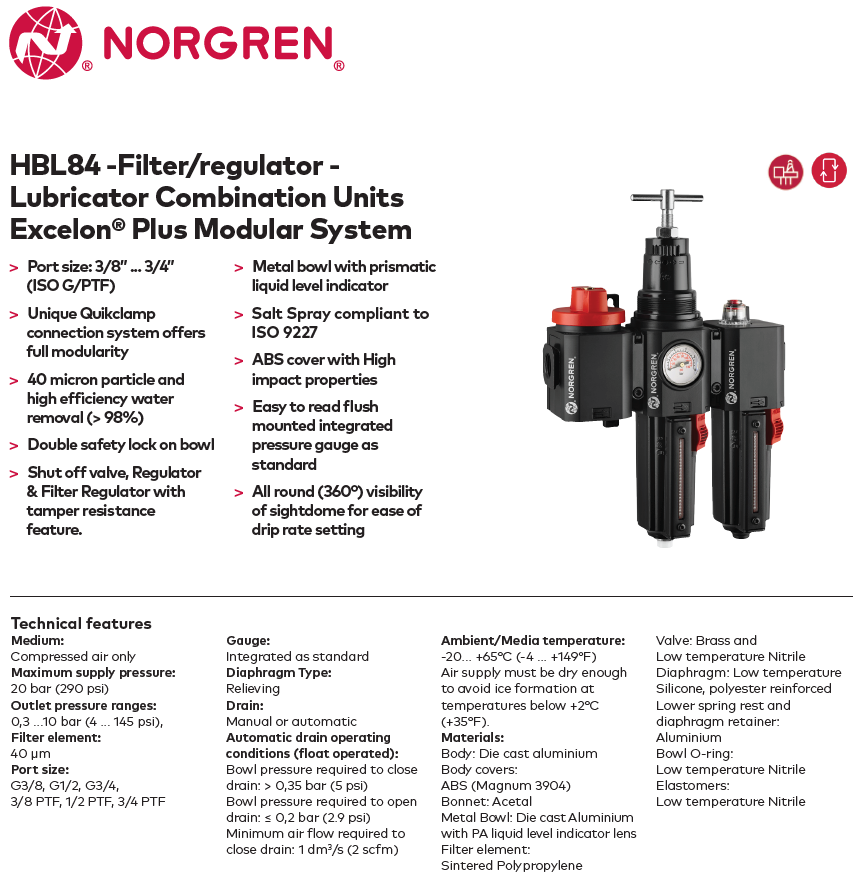 NORGREN
®
®
HBL84 -Filter/regulator -
Lubricator Combination Units
Excelon® Plus Modular System
> Port size: 3/8” ... 3/4”
(ISO G/PTF)
> Unique Quikclamp
connection system offers
full modularity
> 40 micron particle and
high efficiency water
removal (> 98%)
> Double safety lock on bowl
> Shut off valve, Regulator
& Filter Regulator with
tamper resistance
feature.
> Metal bowl with prismatic
liquid level indicator
> Salt Spray compliant to
ISO 9227
> ABS cover with High
impact properties
> Easy to read flush
mounted integrated
pressure gauge as
standard
> All round (360º) visibility
of sightdome for ease of
drip rate setting
NORGREN
NORGREN
NORGREN
Technical features
Medium:
Compressed air only
Maximum supply pressure:
20 bar (290 psi)
Outlet pressure ranges:
0,3 ...10 bar (4 ... 145 psi),
Filter element:
40 µm
Port size:
G3/8, G1/2, G3/4,
3/8 PTF, 1/2 PTF, 3/4 PTF
Gauge:
Integrated as standard
Diaphragm Type:
Relieving
Drain:
Manual or automatic
Automatic drain operating
conditions (float operated):
Bowl pressure required to close
drain: > 0,35 bar (5 psi)
Bowl pressure required to open
drain: ≤ 0,2 bar (2.9 psi)
Minimum air flow required to
close drain: 1 dm³/s (2 scfm)
Ambient/Media temperature:
-20... +65ºC (-4 ... +149ºF)
Air supply must be dry enough
to avoid ice formation at
temperatures below +2ºC
(+35ºF).
Materials:
Body: Die cast aluminium
Body covers:
ABS (Magnum 3904)
Bonnet: Acetal
Metal Bowl: Die cast Aluminium
with PA liquid level indicator lens
Filter element:
Sintered Polypropylene
Valve: Brass and
Low temperature Nitrile
Diaphragm: Low temperature
Silicone, polyester reinforced
Lower spring rest and
diaphragm retainer:
Aluminium
Bowl O-ring:
Low temperature Nitrile
Elastomers:
Low temperature Nitrile